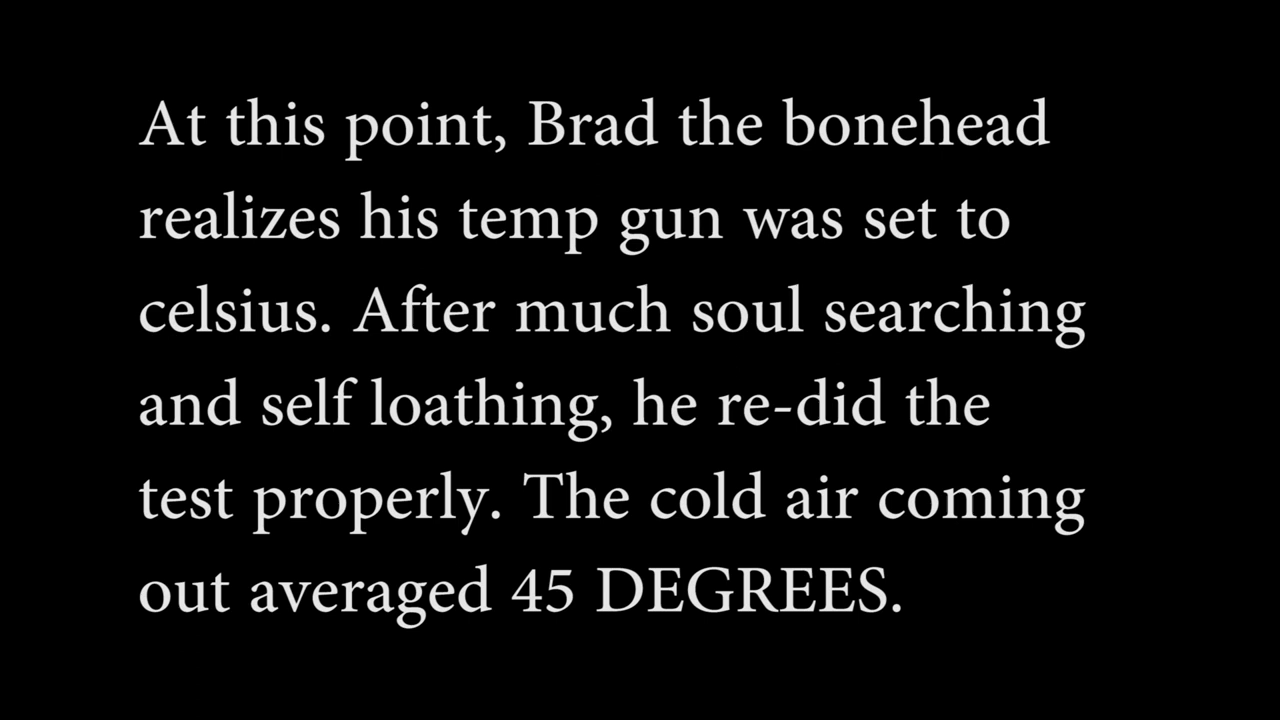 At this point, Brad the bonehead
realizes his temp gun was set to
celsius. After much soul searching
and self loathing, he re-did the
test properly. The cold air coming
out averaged 45 DEGREES.